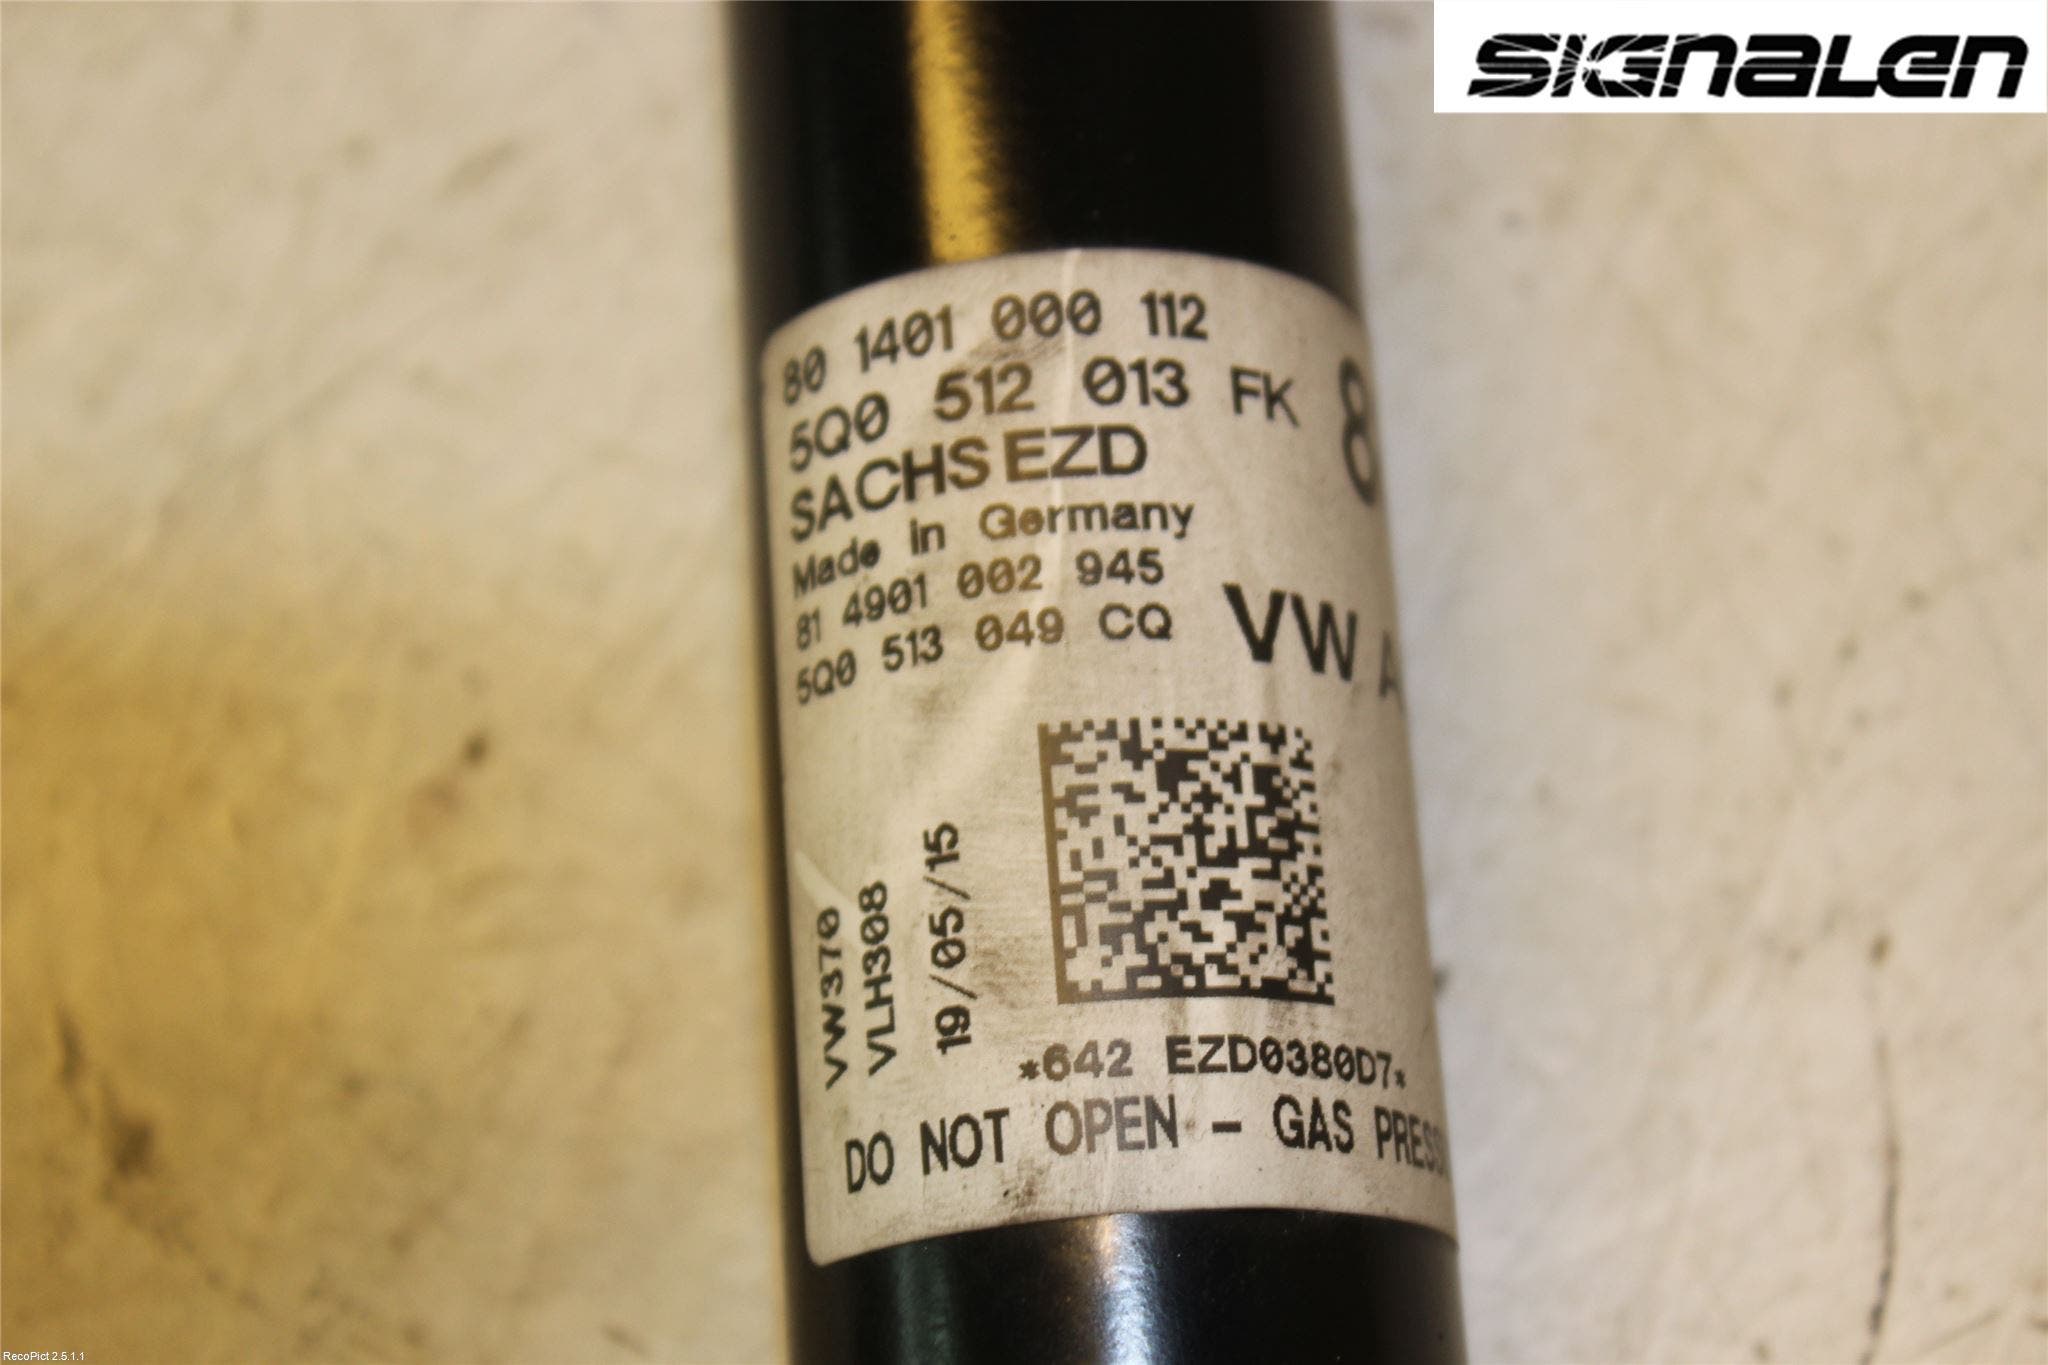 SIGNALEN
80 1401 000 112
5Q0 512 013 FK 8
SACHS EZD
Made in Germany
81 4901 002 945
5Q0 513 049 CQ
VW
VW370
VLH308
19/05/15
*642 EZD0380D7*
DO NOT OPEN - GAS
RecoPict 2.5.1.1